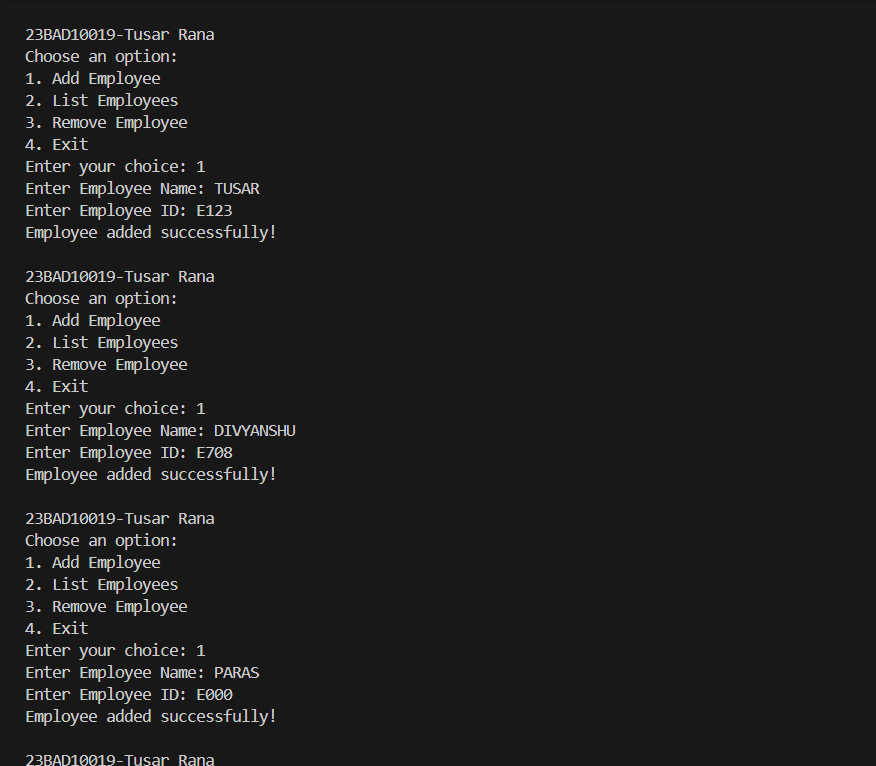 23BAD10019-Tusar Rana
Choose an option:
1. Add Employee
2. List Employees
3. Remove Employee
4. Exit
Enter your choice: 1
Enter Employee Name: TUSAR
Enter Employee ID: E123
Employee added successfully!
23BAD10019-Tusar Rana
Choose an option:
1. Add Employee
2. List Employees
3. Remove Employee
4. Exit
Enter your choice: 1
Enter Employee Name: DIVYANSHU
Enter Employee ID: E708
Employee added successfully!
23BAD10019-Tusar Rana
Choose an option:
1. Add Employee
2. List Employees
3. Remove Employee
4. Exit
Enter your choice: 1
Enter Employee Name: PARAS
Enter Employee ID: E000
Employee added successfully!
23BAD10019-Tusar Rana